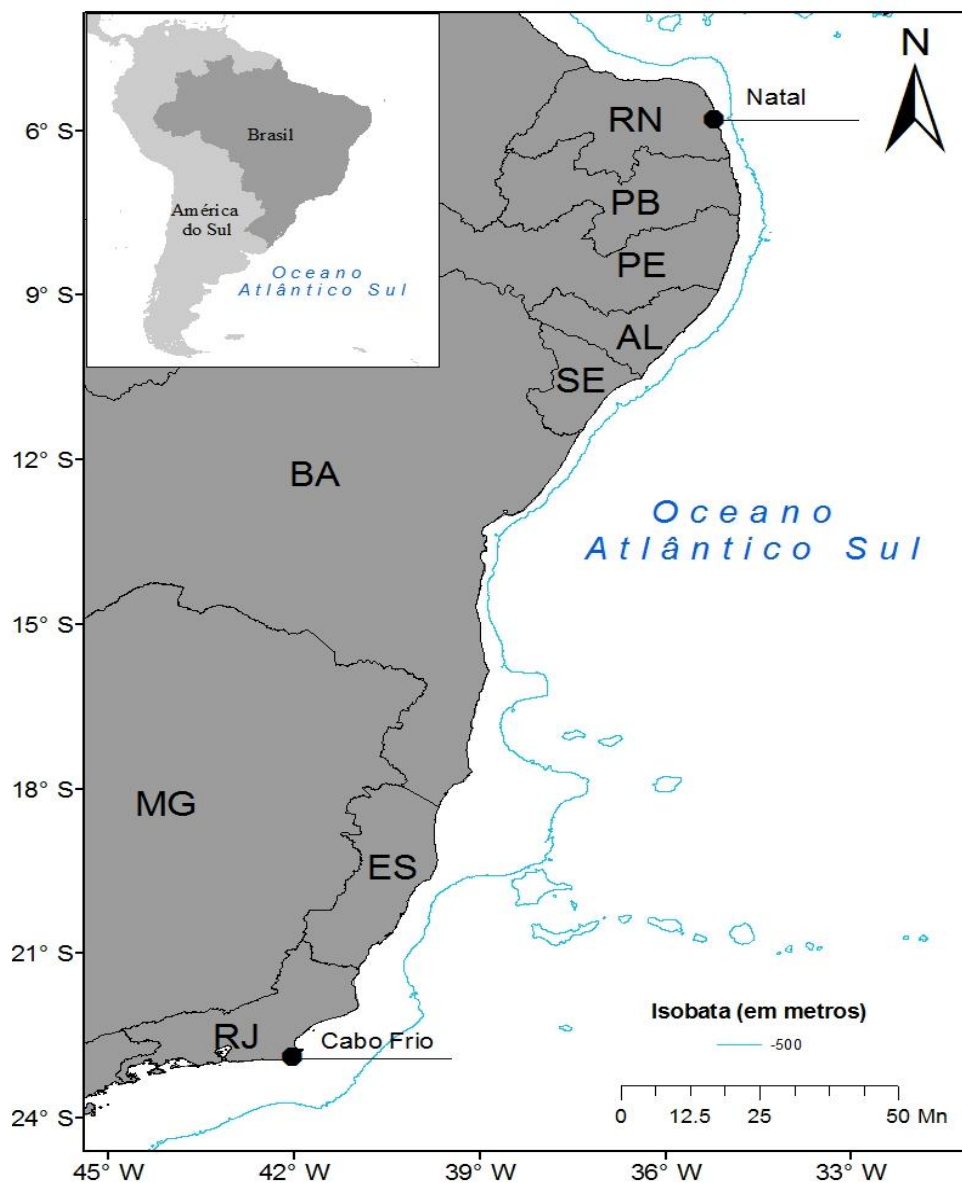 Brasil
América
do Sul
Oceano
Atlântico Sul
N
Natal
RN
PB
PE
AL
SE
BA
Oceano
Atlântico Sul
MG
ES
RJ
Cabo Frio
Isobata (em metros)
-500
0 12.5 25 50 Mn
6° S
9° S
12° S
15° S
18° S
21° S
24° S
45° W 42° W 39° W 36° W 33° W